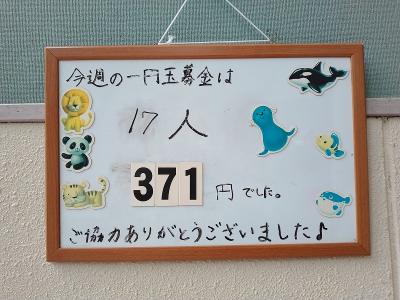 今週の一円玉募金は
17人
371円でした。
ご協力ありがとうございました♪